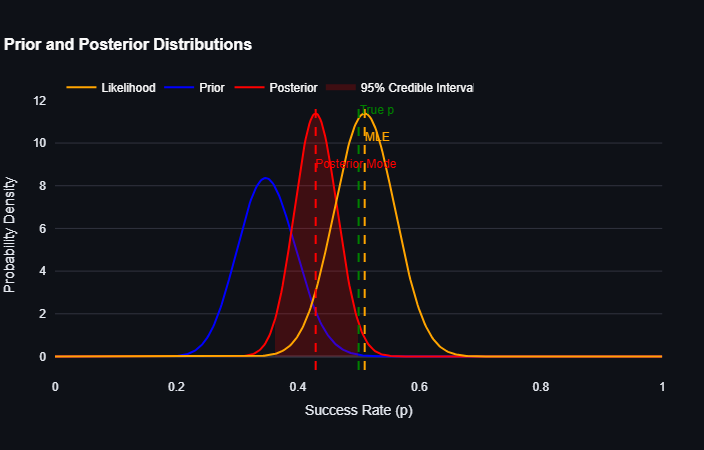 Prior and Posterior Distributions
Likelihood Prior Posterior 95% Credible Interval
12
True p
MLE
10
Posterior Mode
8
6
4
2
0
Probability Density
0 0.2 0.4 0.6 0.8 1
Success Rate (p)